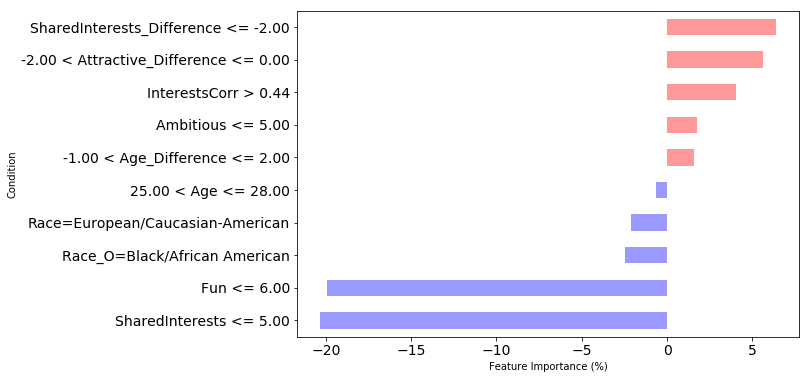 SharedInterests_Difference <= -2.00
-2.00 < Attractive_Difference <= 0.00
InterestsCorr > 0.44
Ambitious <= 5.00
-1.00 < Age_Difference <= 2.00
25.00 < Age <= 28.00
Race=European/Caucasian-American
Race_O=Black/African American
Fun <= 6.00
SharedInterests <= 5.00
Condition
−20 −15 −10 −5 0 5
Feature Importance (%)